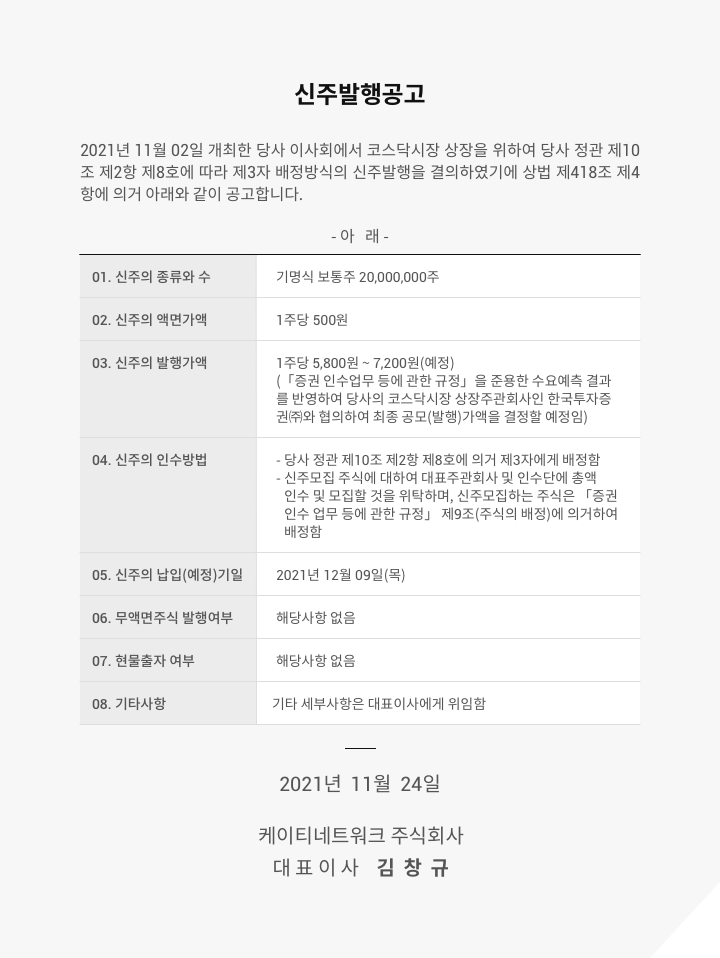 신주발행공고
2021년 11월 02일 개최한 당사 이사회에서 코스닥시장 상장을 위하여 당사 정관 제10
조 제2항 제8호에 따라 제3자 배정방식의 신주발행을 결의하였기에 상법 제418조 제4
항에 의거 아래와 같이 공고합니다.
- 아 래 -
01. 신주의 종류와 수
기명식 보통주 20,000,000주
02. 신주의 액면가액
1주당 500원
03. 신주의 발행가액
1주당 5,800원 ~ 7,200원(예정)
(「증권 인수업무 등에 관한 규정」을 준용한 수요예측 결과
를 반영하여 당사의 코스닥시장 상장주관회사인 한국투자증
권㈜와 협의하여 최종 공모(발행)가액을 결정할 예정임)
04. 신주의 인수방법
- 당사 정관 제10조 제2항 제8호에 의거 제3자에게 배정함
- 신주모집 주식에 대하여 대표주관회사 및 인수단에 총액
인수 및 모집할 것을 위탁하며, 신주모집하는 주식은 「증권
인수 업무 등에 관한 규정」 제9조(주식의 배정)에 의거하여
배정함
05. 신주의 납입(예정)기일
2021년 12월 09일(목)
06. 무액면주식 발행여부
해당사항 없음
07. 현물출자 여부
해당사항 없음
08. 기타사항
기타 세부사항은 대표이사에게 위임함
2021년 11월 24일
케이티네트워크 주식회사
대 표 이 사 김 창 규